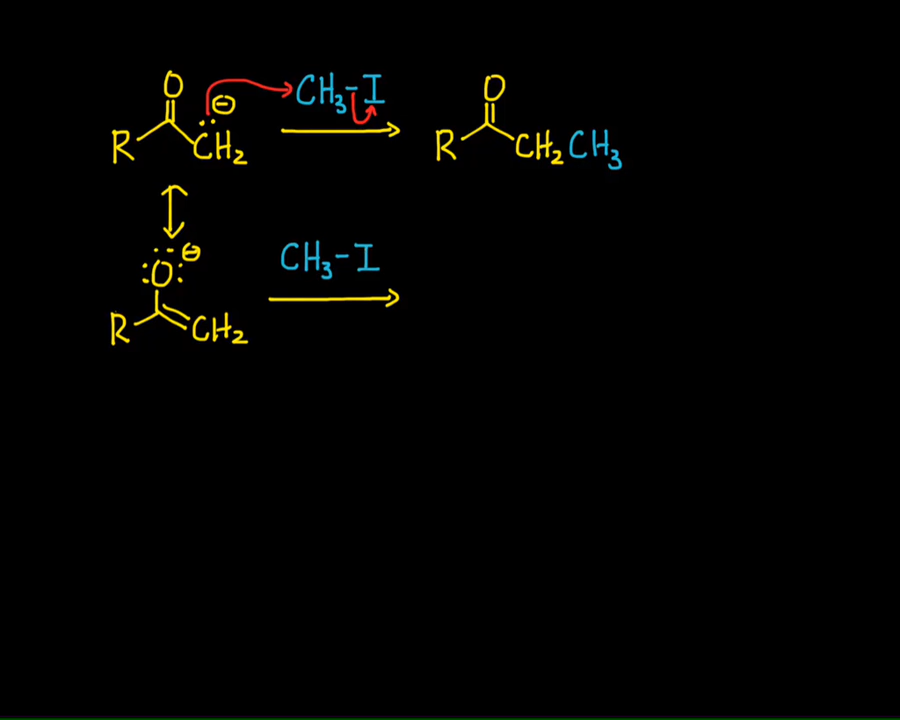 O O
R CH₂ ⊖ CH₃-I R CH₂CH₃
:Ö: ⊖ CH₃-I
R CH₂